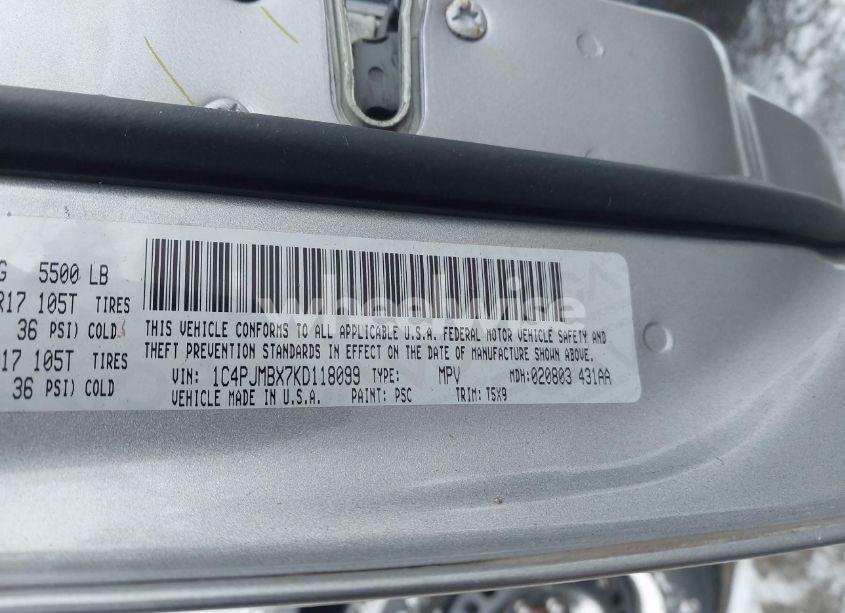 G 5500 LB
R17 105T TIRES
36 PSI) COLD
17 105T TIRES
36 PSI) COLD
wheelwise
THIS VEHICLE CONFORMS TO ALL APPLICABLE U.S.A. FEDERAL MOTOR VEHICLE SAFETY AND
THEFT PREVENTION STANDARDS IN EFFECT ON THE DATE OF MANUFACTURE SHOWN ABOVE.
VIN: 1C4PJMBX7KD118099 TYPE: MPV MDH:020803 431AA
VEHICLE MADE IN U.S.A. PAINT: PSC TRIM: T5X9